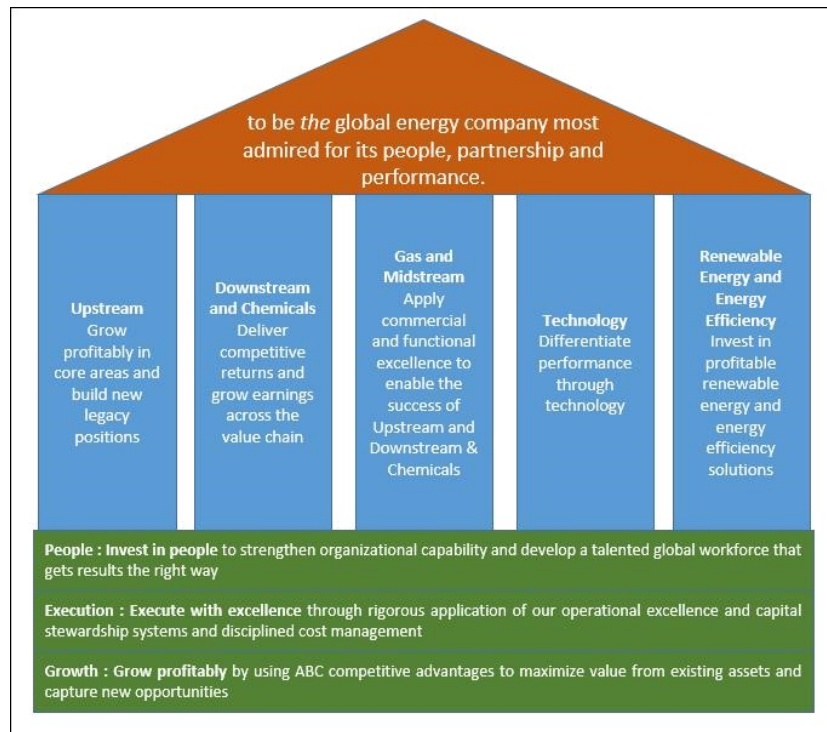 to be the global energy company most
admired for its people, partnership and
performance.
Upstream
Grow
profitably in
core areas and
build new
legacy
positions
Downstream
and Chemicals
Deliver
competitive
returns and
grow earnings
across the
value chain
Gas and
Midstream
Apply
commercial
and functional
excellence to
enable the
success of
Upstream and
Downstream &
Chemicals
Technology
Differentiate
performance
through
technology
Renewable
Energy and
Energy
Efficiency
Invest in
profitable
renewable
energy and
energy
efficiency
solutions
People : Invest in people to strengthen organizational capability and develop a talented global workforce that
gets results the right way
Execution : Execute with excellence through rigorous application of our operational excellence and capital
stewardship systems and disciplined cost management
Growth : Grow profitably by using ABC competitive advantages to maximize value from existing assets and
capture new opportunities